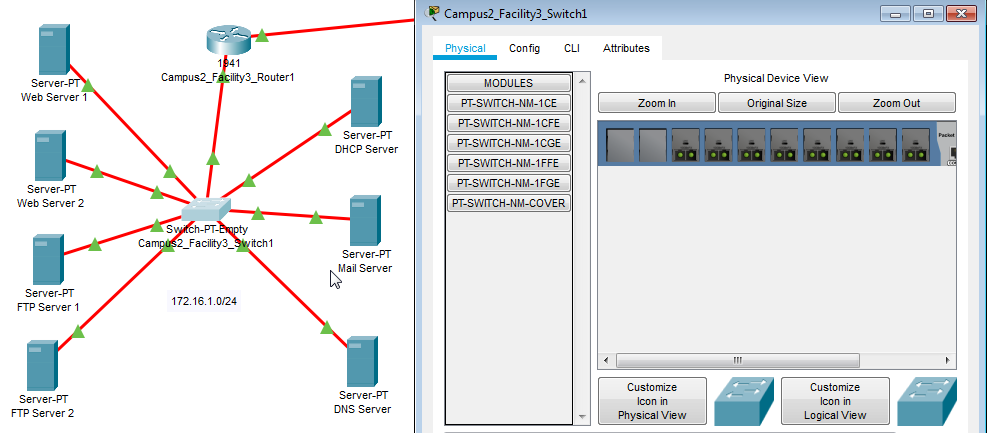 1941
Campus2_Facility3_Router1
Server-PT
Web Server 1
Server-PT
DHCP Server
Server-PT
Web Server 2
Switch-PT-Empty
Campus2_Facility3_Switch1
Server-PT
Mail Server
Server-PT
FTP Server 1
172.16.1.0/24
Server-PT
FTP Server 2
Server-PT
DNS Server
Campus2_Facility3_Switch1
Physical Config CLI Attributes
MODULES
PT-SWITCH-NM-1CE
PT-SWITCH-NM-1CFE
PT-SWITCH-NM-1CGE
PT-SWITCH-NM-1FFE
PT-SWITCH-NM-1FGE
PT-SWITCH-NM-COVER
Physical Device View
Zoom In Original Size Zoom Out
Packet
Customize
Icon in
Physical View
Customize
Icon in
Logical View